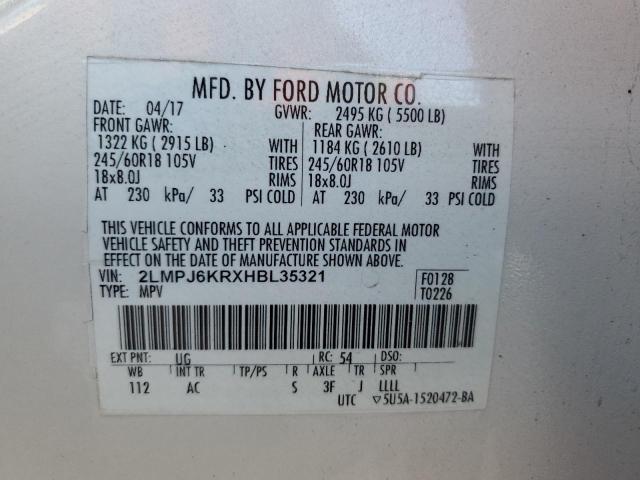 MFD. BY FORD MOTOR CO.
DATE: 04/17 GVWR: 2495 KG ( 5500 LB)
FRONT GAWR: REAR GAWR:
1322 KG ( 2915 LB) WITH 1184 KG ( 2610 LB) WITH
245/60R18 105V TIRES 245/60R18 105V TIRES
18x8.0J RIMS 18x8.0J RIMS
AT 230 kPa/ 33 PSI COLD AT 230 kPa/ 33 PSI COLD
THIS VEHICLE CONFORMS TO ALL APPLICABLE FEDERAL MOTOR
VEHICLE SAFETY AND THEFT PREVENTION STANDARDS IN
EFFECT ON THE DATE OF MANUFACTURE SHOWN ABOVE.
VIN: 2LMPJ6KRXHBL35321 F0128
TYPE: MPV T0226
EXT PNT: UG RC: 54 DSO:
WB INT TR TP/PS R AXLE TR SPR
112 AC S 3F J LLLL
UTC ▽5U5A-1520472-BA